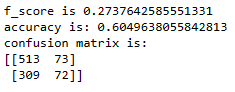 f_score is 0.2737642585551331
accuracy is: 0.6049638055842813
confusion matrix is:
[[513 73]
[309 72]]